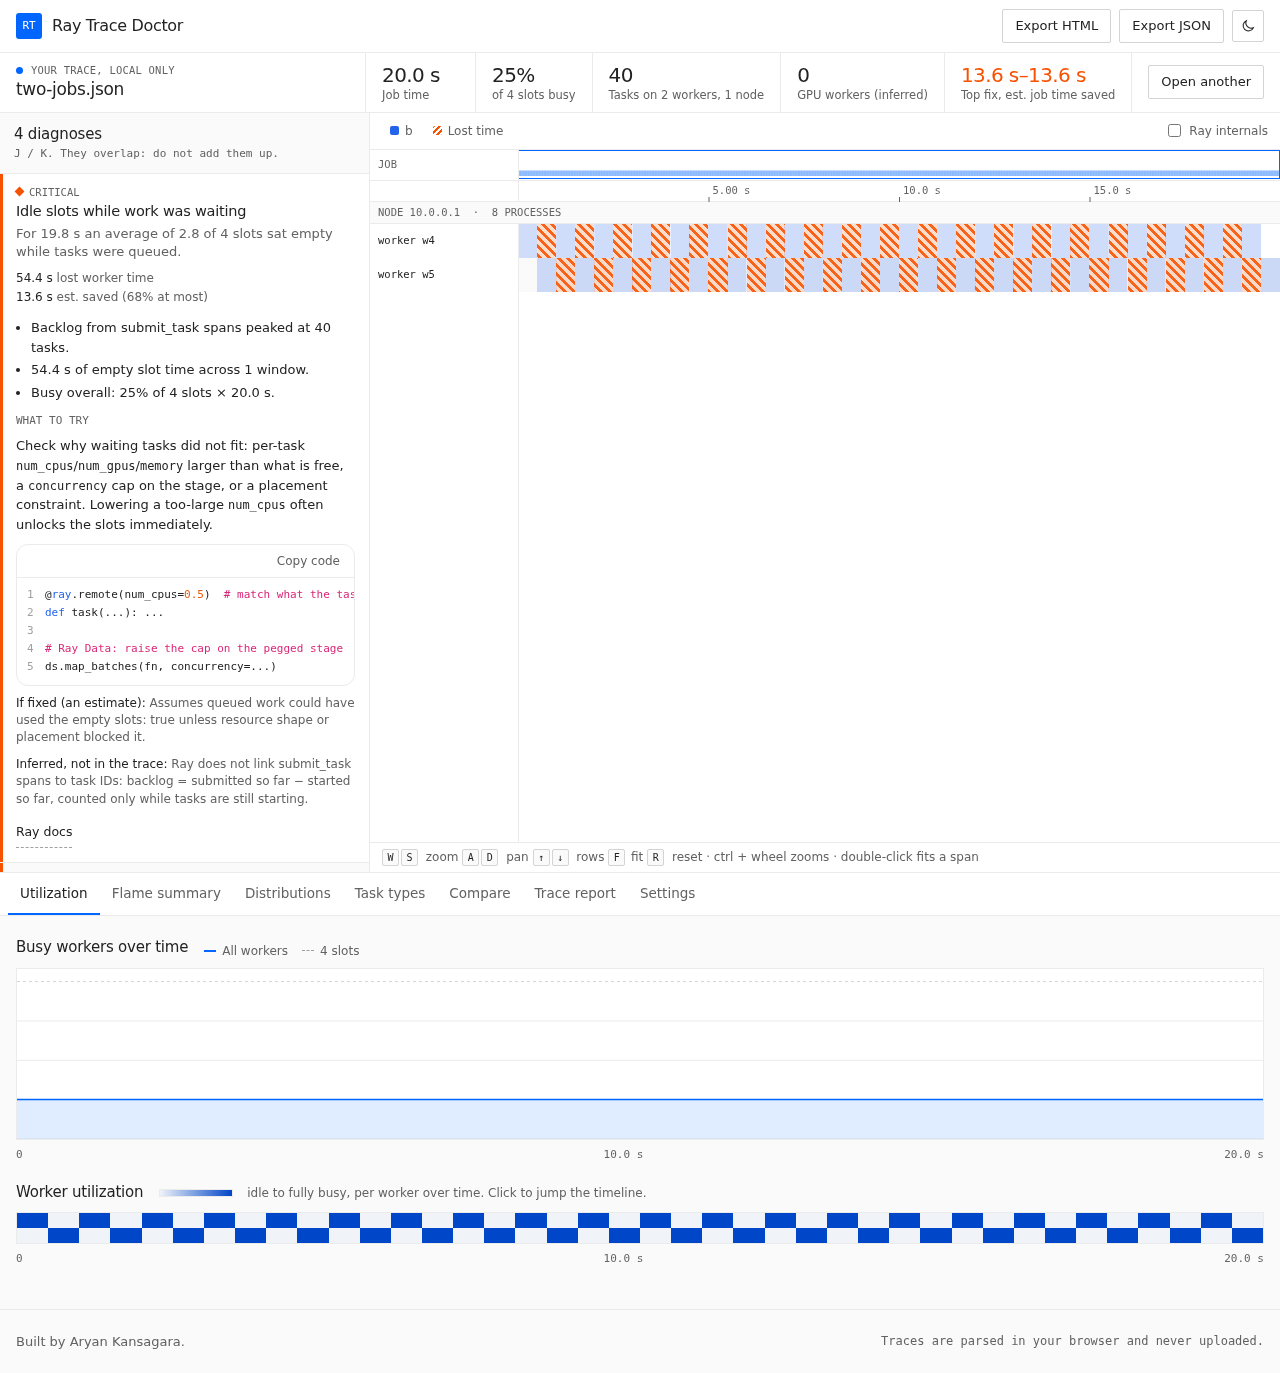 RT Ray Trace Doctor
Export HTML Export JSON
YOUR TRACE, LOCAL ONLY
two-jobs.json
20.0 s
Job time
25%
of 4 slots busy
40
Tasks on 2 workers, 1 node
0
GPU workers (inferred)
13.6 s–13.6 s
Top fix, est. job time saved
Open another
4 diagnoses
J / K. They overlap: do not add them up.
CRITICAL
Idle slots while work was waiting
For 19.8 s an average of 2.8 of 4 slots sat empty
while tasks were queued.
54.4 s lost worker time
13.6 s est. saved (68% at most)
• Backlog from submit_task spans peaked at 40
tasks.
• 54.4 s of empty slot time across 1 window.
• Busy overall: 25% of 4 slots × 20.0 s.
WHAT TO TRY
Check why waiting tasks did not fit: per-task
num_cpus/num_gpus/memory larger than what is free,
a concurrency cap on the stage, or a placement
constraint. Lowering a too-large num_cpus often
unlocks the slots immediately.
Copy code
1 @ray.remote(num_cpus=0.5)  # match what the tas
2 def task(...): ...
3
4 # Ray Data: raise the cap on the pegged stage
5 ds.map_batches(fn, concurrency=...)
If fixed (an estimate): Assumes queued work could have
used the empty slots: true unless resource shape or
placement blocked it.
Inferred, not in the trace: Ray does not link submit_task
spans to task IDs: backlog = submitted so far − started
so far, counted only while tasks are still starting.
Ray docs
b Lost time
Ray internals
JOB
5.00 s 10.0 s 15.0 s
NODE 10.0.0.1 · 8 PROCESSES
worker w4
worker w5
W S zoom A D pan ↑ ↓ rows F fit R reset · ctrl + wheel zooms · double-click fits a span
Utilization Flame summary Distributions Task types Compare Trace report Settings
Busy workers over time All workers 4 slots
0 10.0 s 20.0 s
Worker utilization idle to fully busy, per worker over time. Click to jump the timeline.
0 10.0 s 20.0 s
Built by Aryan Kansagara.
Traces are parsed in your browser and never uploaded.